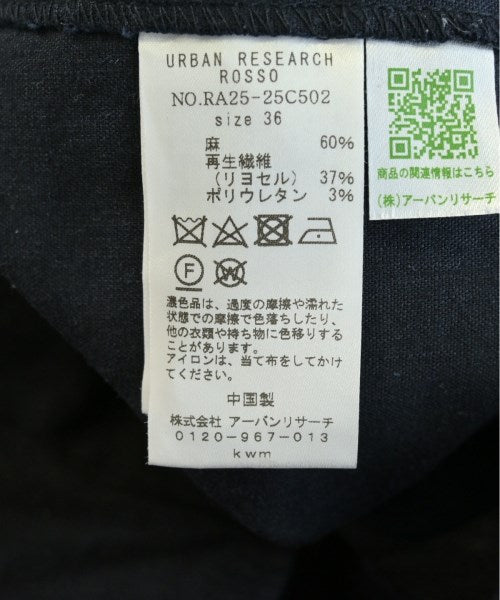 URBAN RESEARCH
ROSSO
NO.RA25-25C502
size 36
麻 60%
再生繊維
(リヨセル) 37%
ポリウレタン 3%
F
W
濃色品は、過度の摩擦や濡れた
状態での摩擦で色落ちしたり、
他の衣類や持ち物に色移りする
ことがあります。
アイロンは、当て布をしてかけ
てください。
中国製
株式会社 アーバンリサーチ
0120-967-013
kwm
商品の関連情報はこちら
(株)アーバンリサーチ